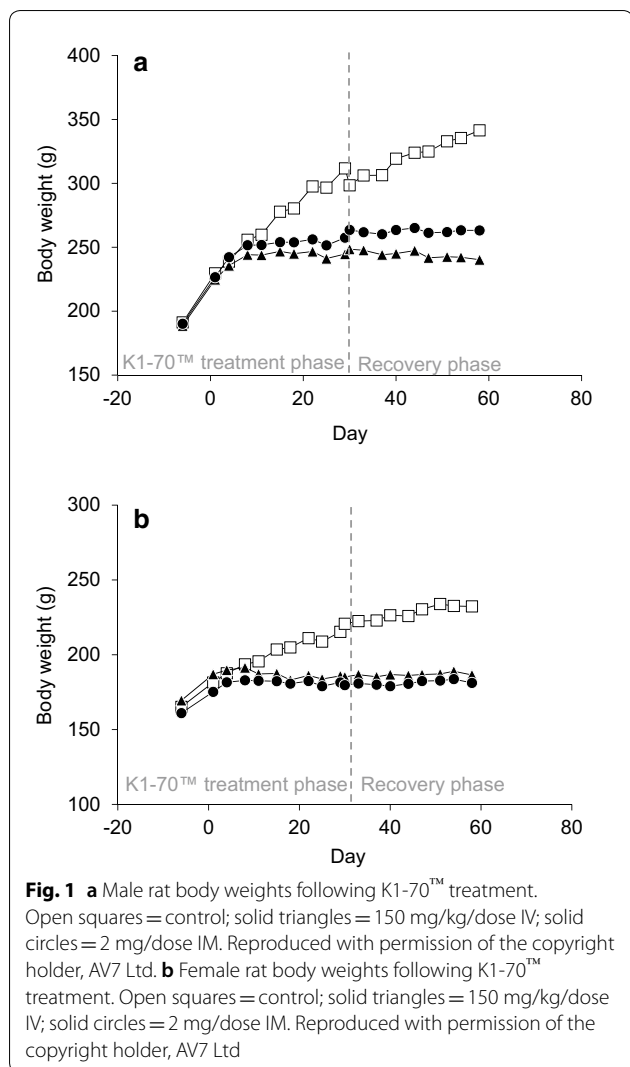 a
400
350
300
250
200
150
Body weight (g)
K1-70™ treatment phase
Recovery phase
-20
0
20
40
60
80
Day
b
300
250
200
150
100
Body weight (g)
K1-70™ treatment phase
Recovery phase
-20
0
20
40
60
80
Day
Fig. 1 a Male rat body weights following K1-70™ treatment.
Open squares = control; solid triangles = 150 mg/kg/dose IV; solid
circles = 2 mg/dose IM. Reproduced with permission of the copyright
holder, AV7 Ltd. b Female rat body weights following K1-70™
treatment. Open squares = control; solid triangles = 150 mg/kg/dose
IV; solid circles = 2 mg/dose IM. Reproduced with permission of the
copyright holder, AV7 Ltd